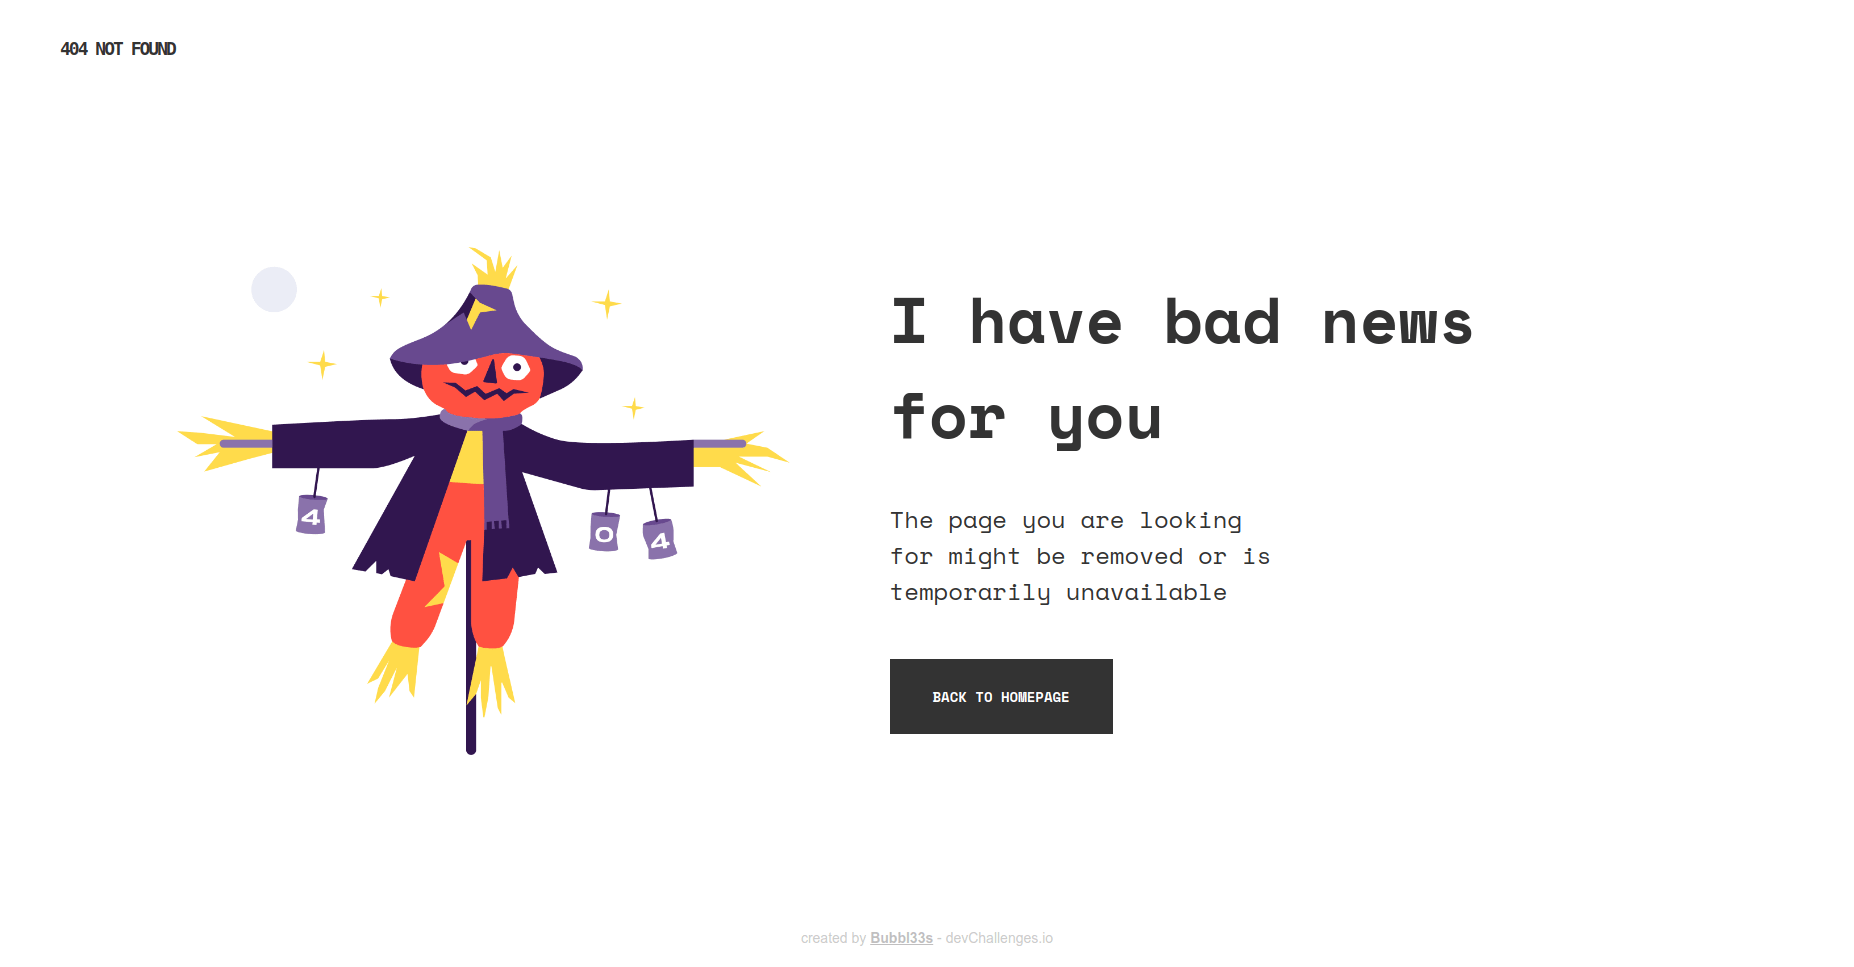 404 NOT FOUND
I have bad news
for you
4
0
4
The page you are looking
for might be removed or is
temporarily unavailable
BACK TO HOMEPAGE
created by Bubbl33s - devChallenges.io